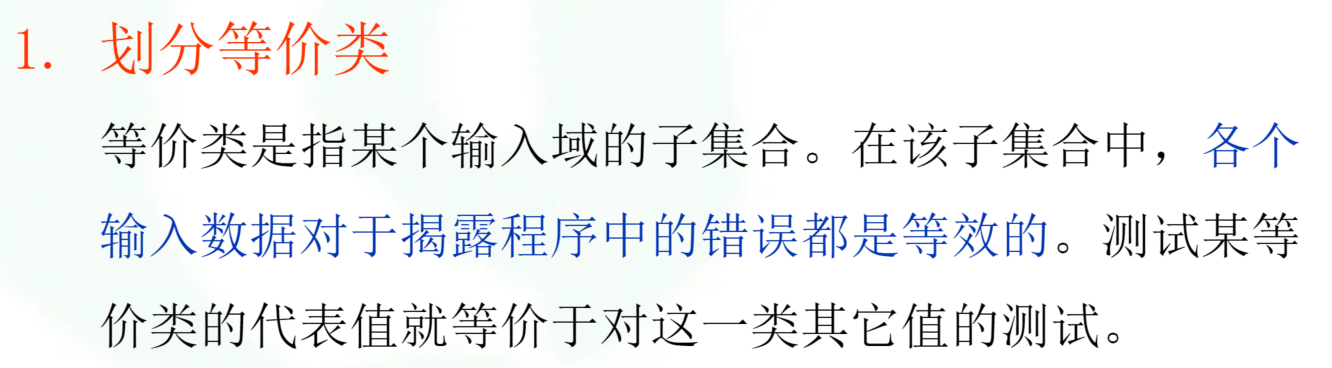 1. 划分等价类
等价类是指某个输入域的子集合。在该子集合中，各个
输入数据对于揭露程序中的错误都是等效的。测试某等
价类的代表值就等价于对这一类其它值的测试。